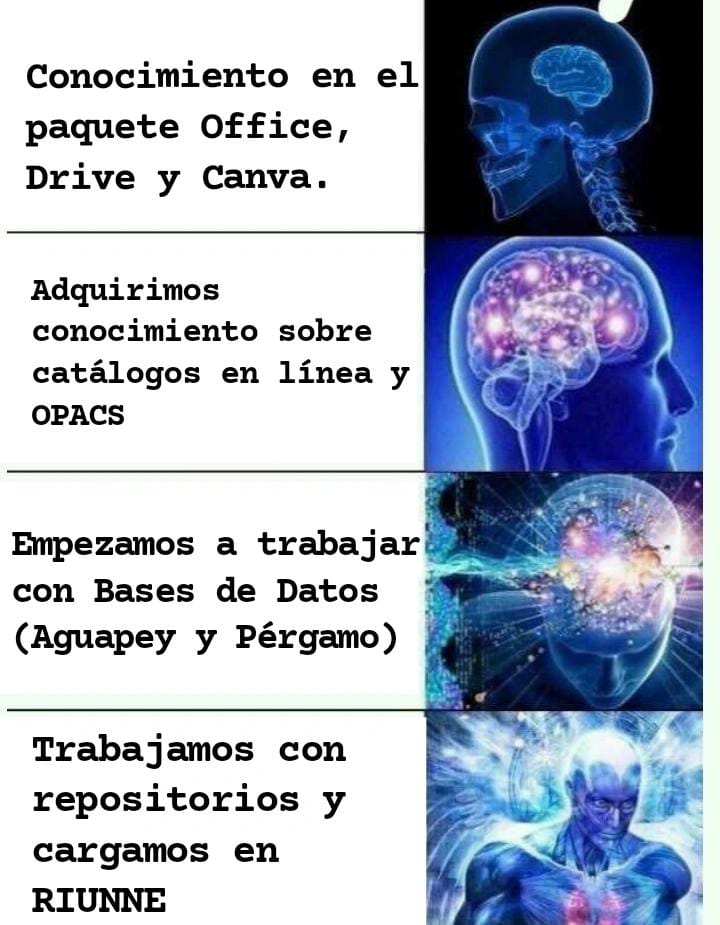 Conocimiento en el
paquete Office,
Drive y Canva.
Adquirimos
conocimiento sobre
catálogos en línea y
OPACS
Empezamos a trabajar
con Bases de Datos
(Aguapey y Pérgamo)
Trabajamos con
repositorios y
cargamos en
RIUNNE